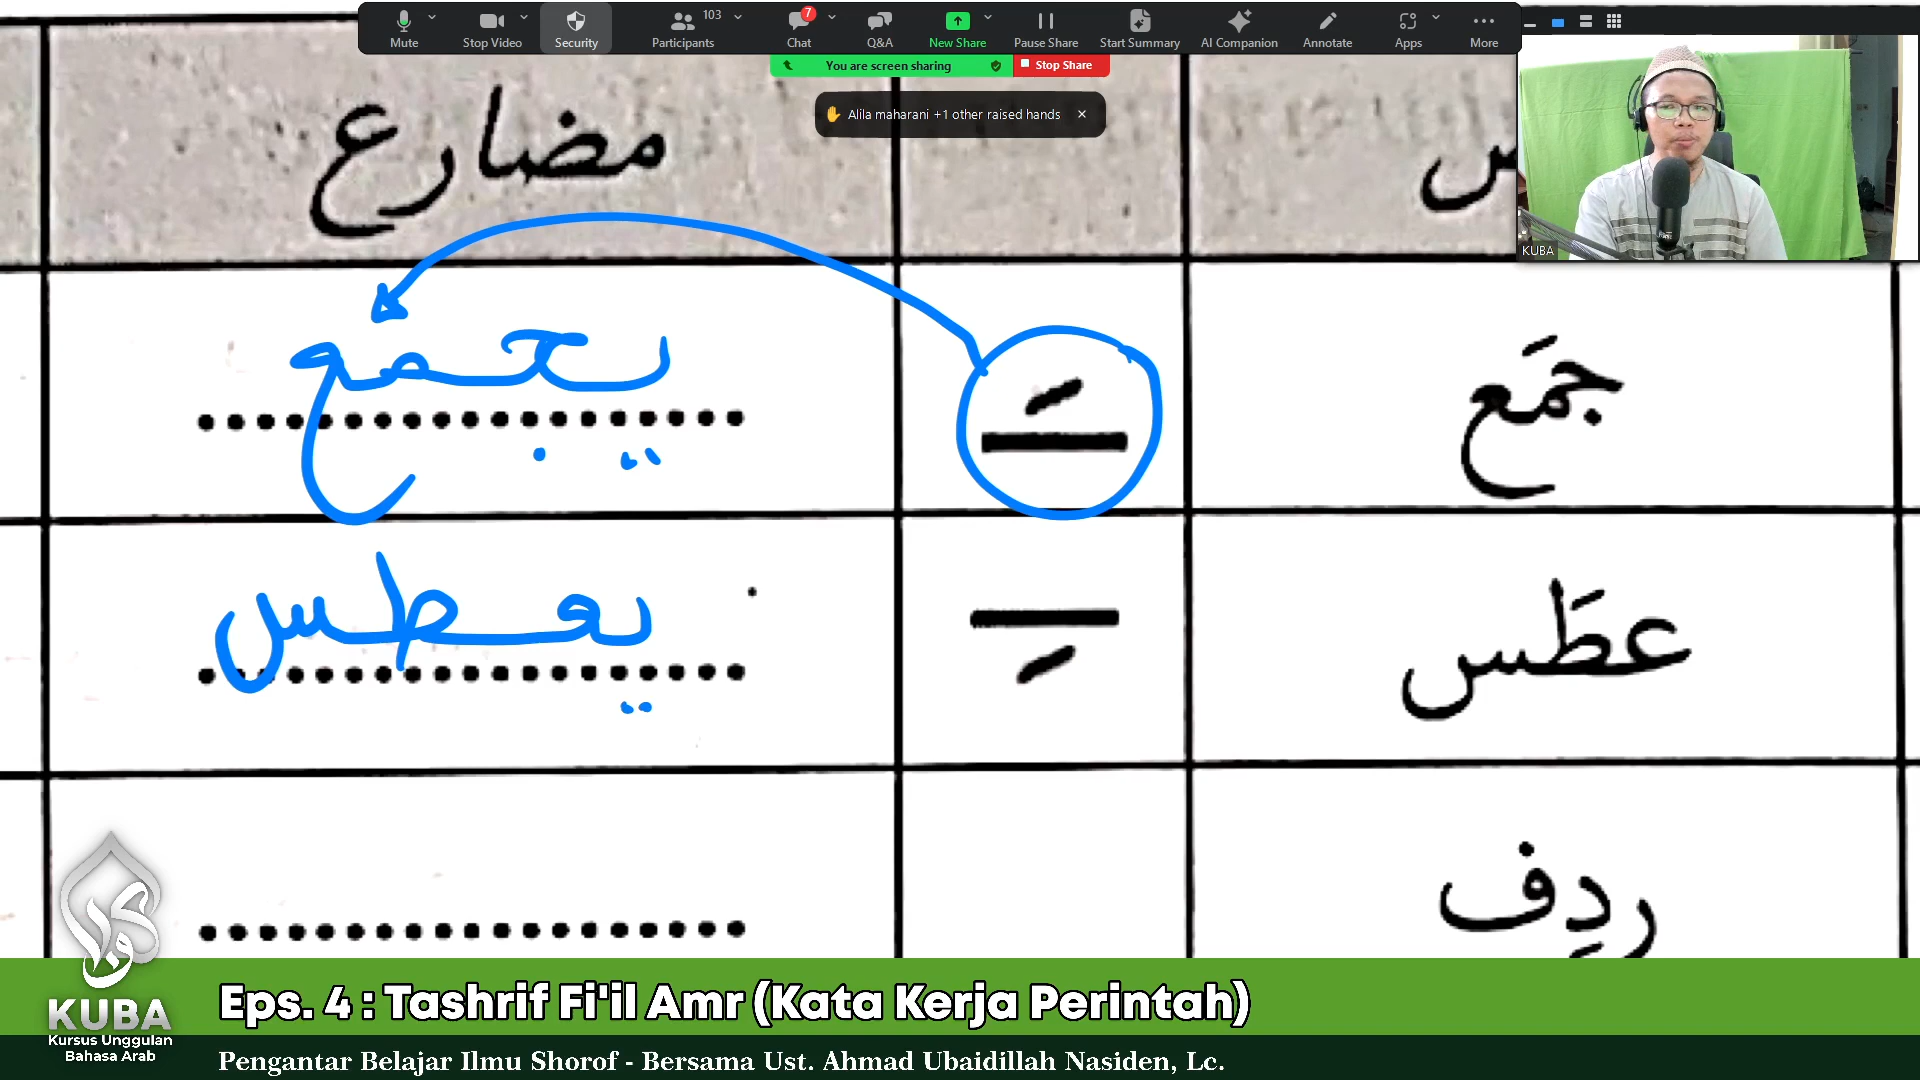 Mute
Stop Video
Security
Participants 103
Chat 7
Q&A
New Share
Pause Share
Start Summary
AI Companion
Annotate
Apps
More
You are screen sharing
Stop Share
Alila maharani +1 other raised hands
KUBA
مضارع
جمَع
يجمع
عطَس
يعطس
ردِف
KUBA
Kursus Unggulan
Bahasa Arab
Eps. 4 : Tashrif Fi'il Amr (Kata Kerja Perintah)
Pengantar Belajar Ilmu Shorof - Bersama Ust. Ahmad Ubaidillah Nasiden, Lc.